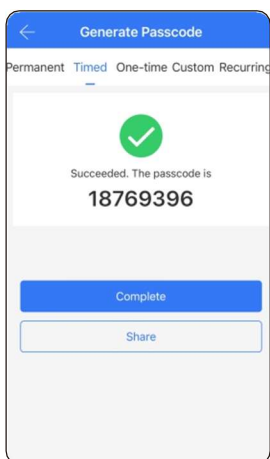 Generate Passcode
Permanent Timed One-time Custom Recurring
Succeeded. The passcode is
18769396
Complete
Share